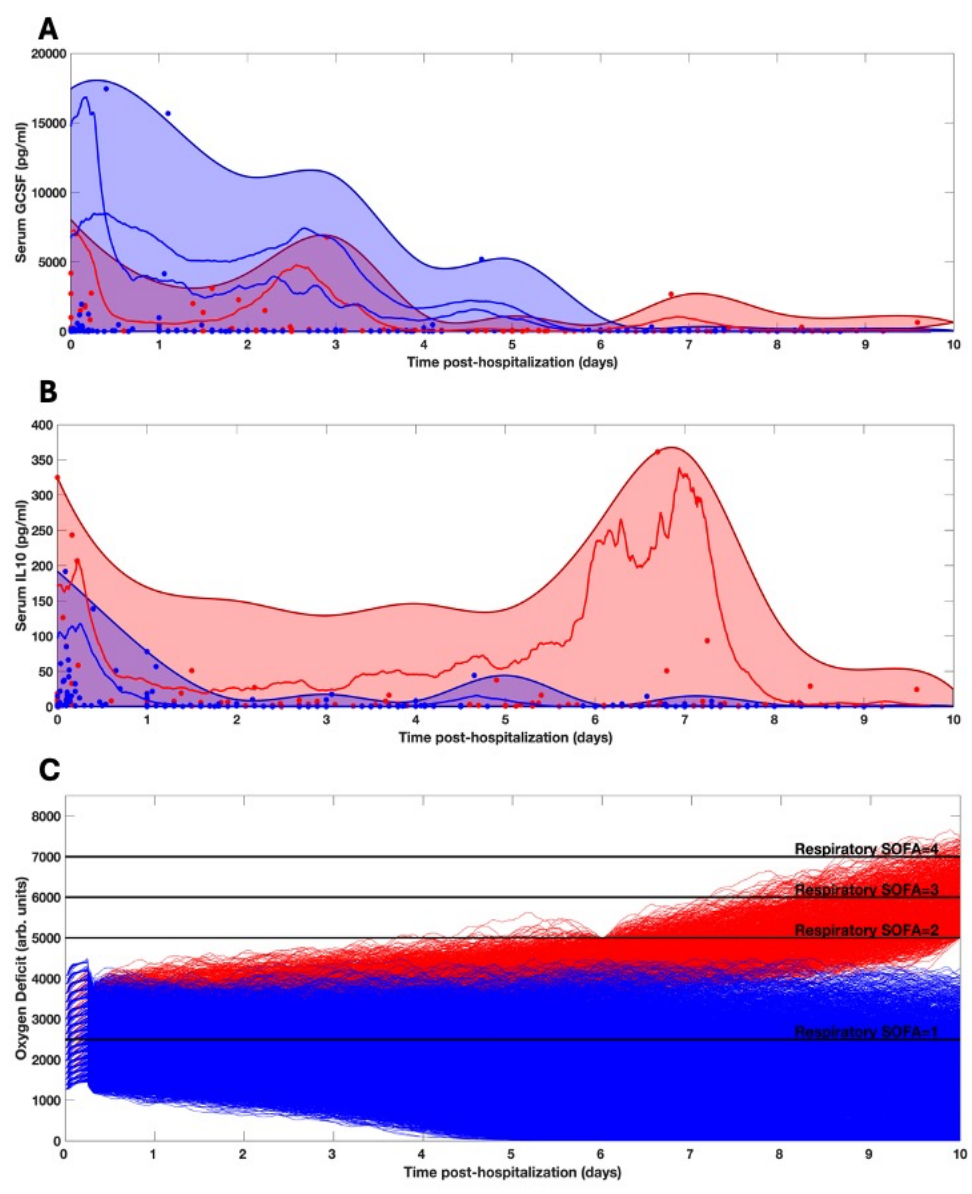 A
20000
15000
10000
5000
0
Serum GCSF (pg/ml)
0 1 2 3 4 5 6 7 8 9 10
Time post-hospitalization (days)
B
400
350
300
250
200
150
100
50
0
Serum IL10 (pg/ml)
0 1 2 3 4 5 6 7 8 9 10
Time post-hospitalization (days)
C
8000
7000
6000
5000
4000
3000
2000
1000
0
Oxygen Deficit (arb. units)
Respiratory SOFA=4
Respiratory SOFA=3
Respiratory SOFA=2
Respiratory SOFA=1
0 1 2 3 4 5 6 7 8 9 10
Time post-hospitalization (days)